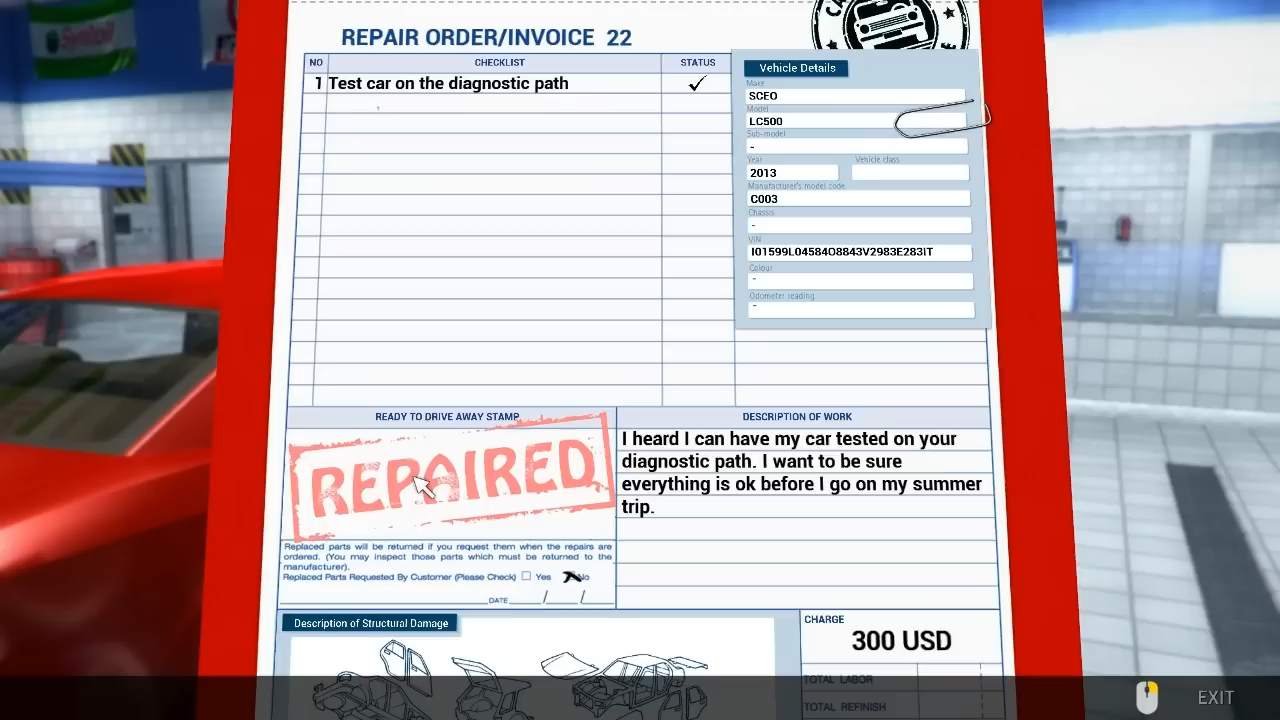 REPAIR ORDER/INVOICE 22
NO CHECKLIST STATUS
1 Test car on the diagnostic path
Vehicle Details
Make
SCEO
Model
LC500
Sub-model
-
Year Vehicle class
2013
Manufacturer's model code
C003
Chassis
-
VIN
I01599L04584O8843V2983E283IT
Colour
-
Odometer reading
-
READY TO DRIVE AWAY STAMP
REPAIRED
DESCRIPTION OF WORK
I heard I can have my car tested on your
diagnostic path. I want to be sure
everything is ok before I go on my summer
trip.
Replaced parts will be returned if you request them when the repairs are
ordered. (You may inspect those parts which must be returned to the
manufacturer).
Replaced Parts Requested By Customer (Please Check) Yes No
DATE / /
Description of Structural Damage
CHARGE
300 USD
TOTAL LABOR
TOTAL REFINISH
EXIT